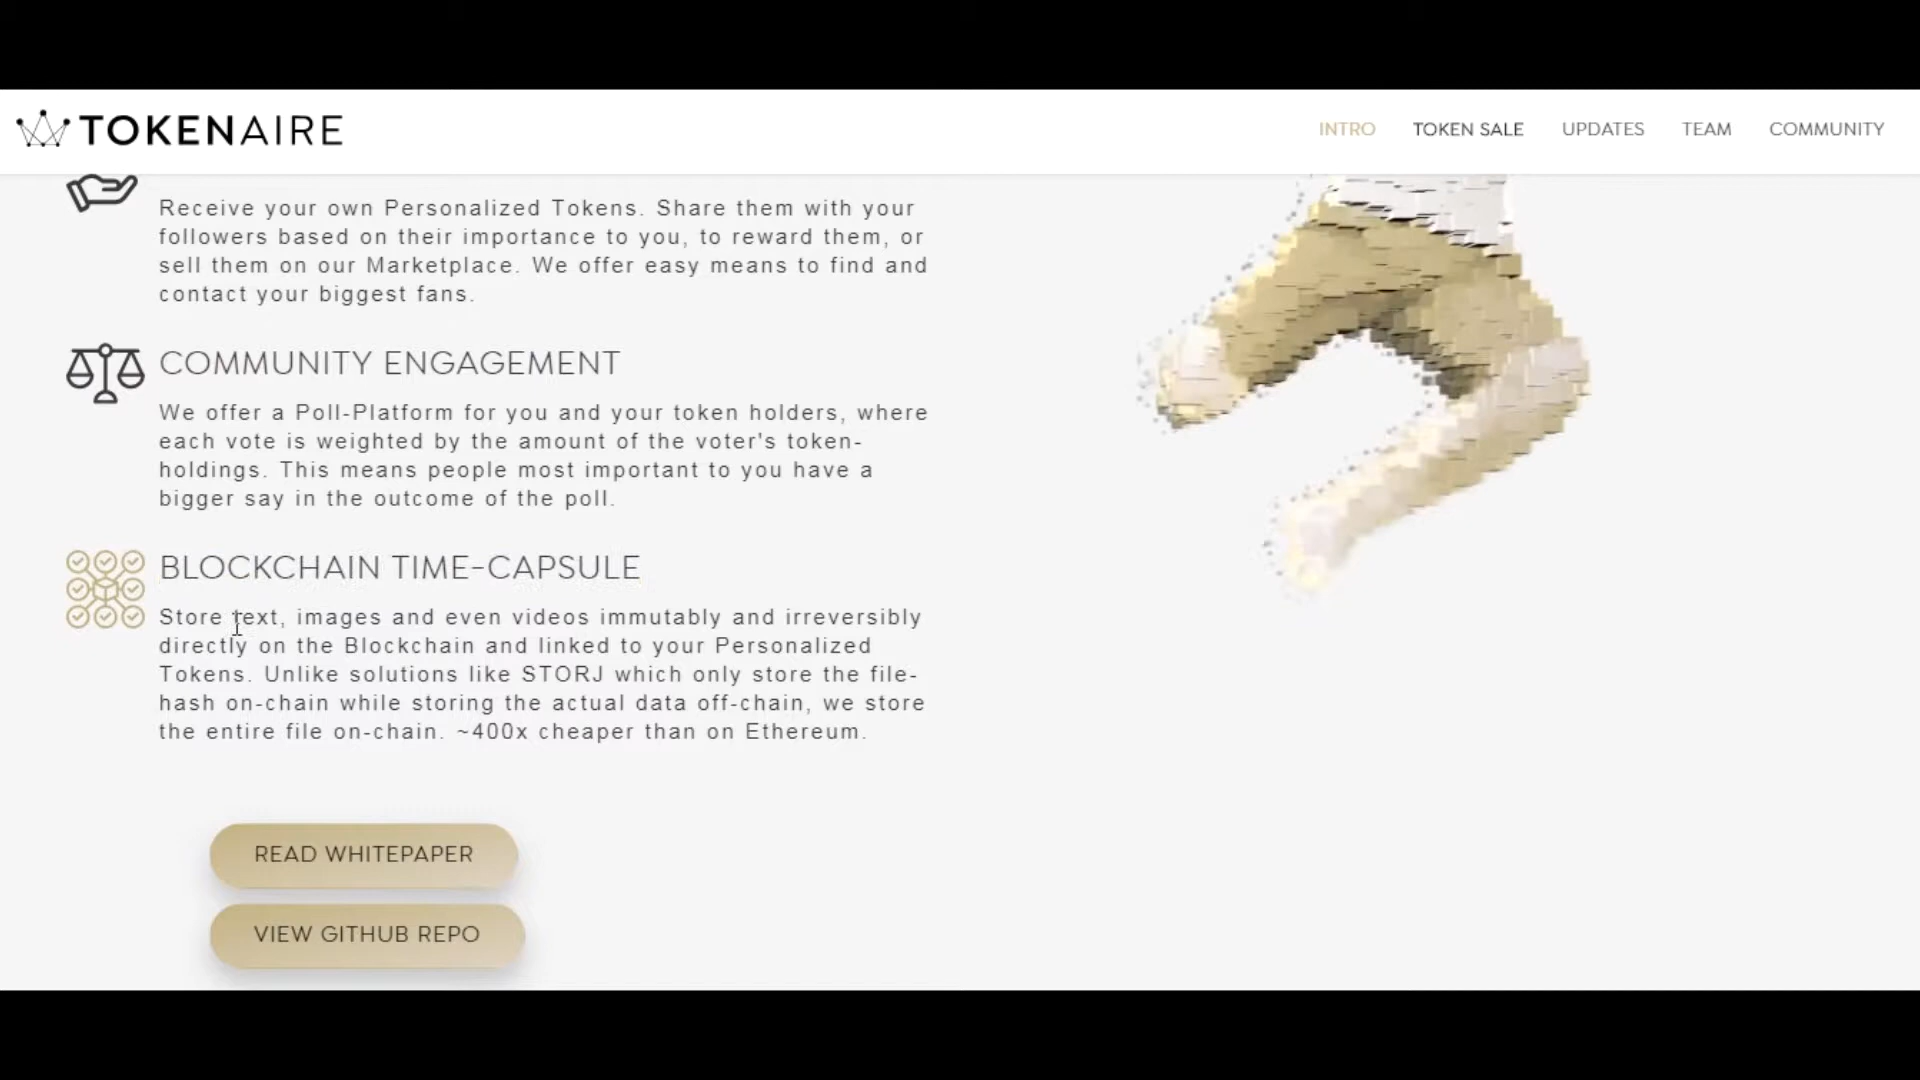 TOKENAIRE
INTRO TOKEN SALE UPDATES TEAM COMMUNITY
Receive your own Personalized Tokens. Share them with your
followers based on their importance to you, to reward them, or
sell them on our Marketplace. We offer easy means to find and
contact your biggest fans.
COMMUNITY ENGAGEMENT
We offer a Poll-Platform for you and your token holders, where
each vote is weighted by the amount of the voter's token-
holdings. This means people most important to you have a
bigger say in the outcome of the poll.
BLOCKCHAIN TIME-CAPSULE
Store text, images and even videos immutably and irreversibly
directly on the Blockchain and linked to your Personalized
Tokens. Unlike solutions like STORJ which only store the file-
hash on-chain while storing the actual data off-chain, we store
the entire file on-chain. ~400x cheaper than on Ethereum.
READ WHITEPAPER
VIEW GITHUB REPO